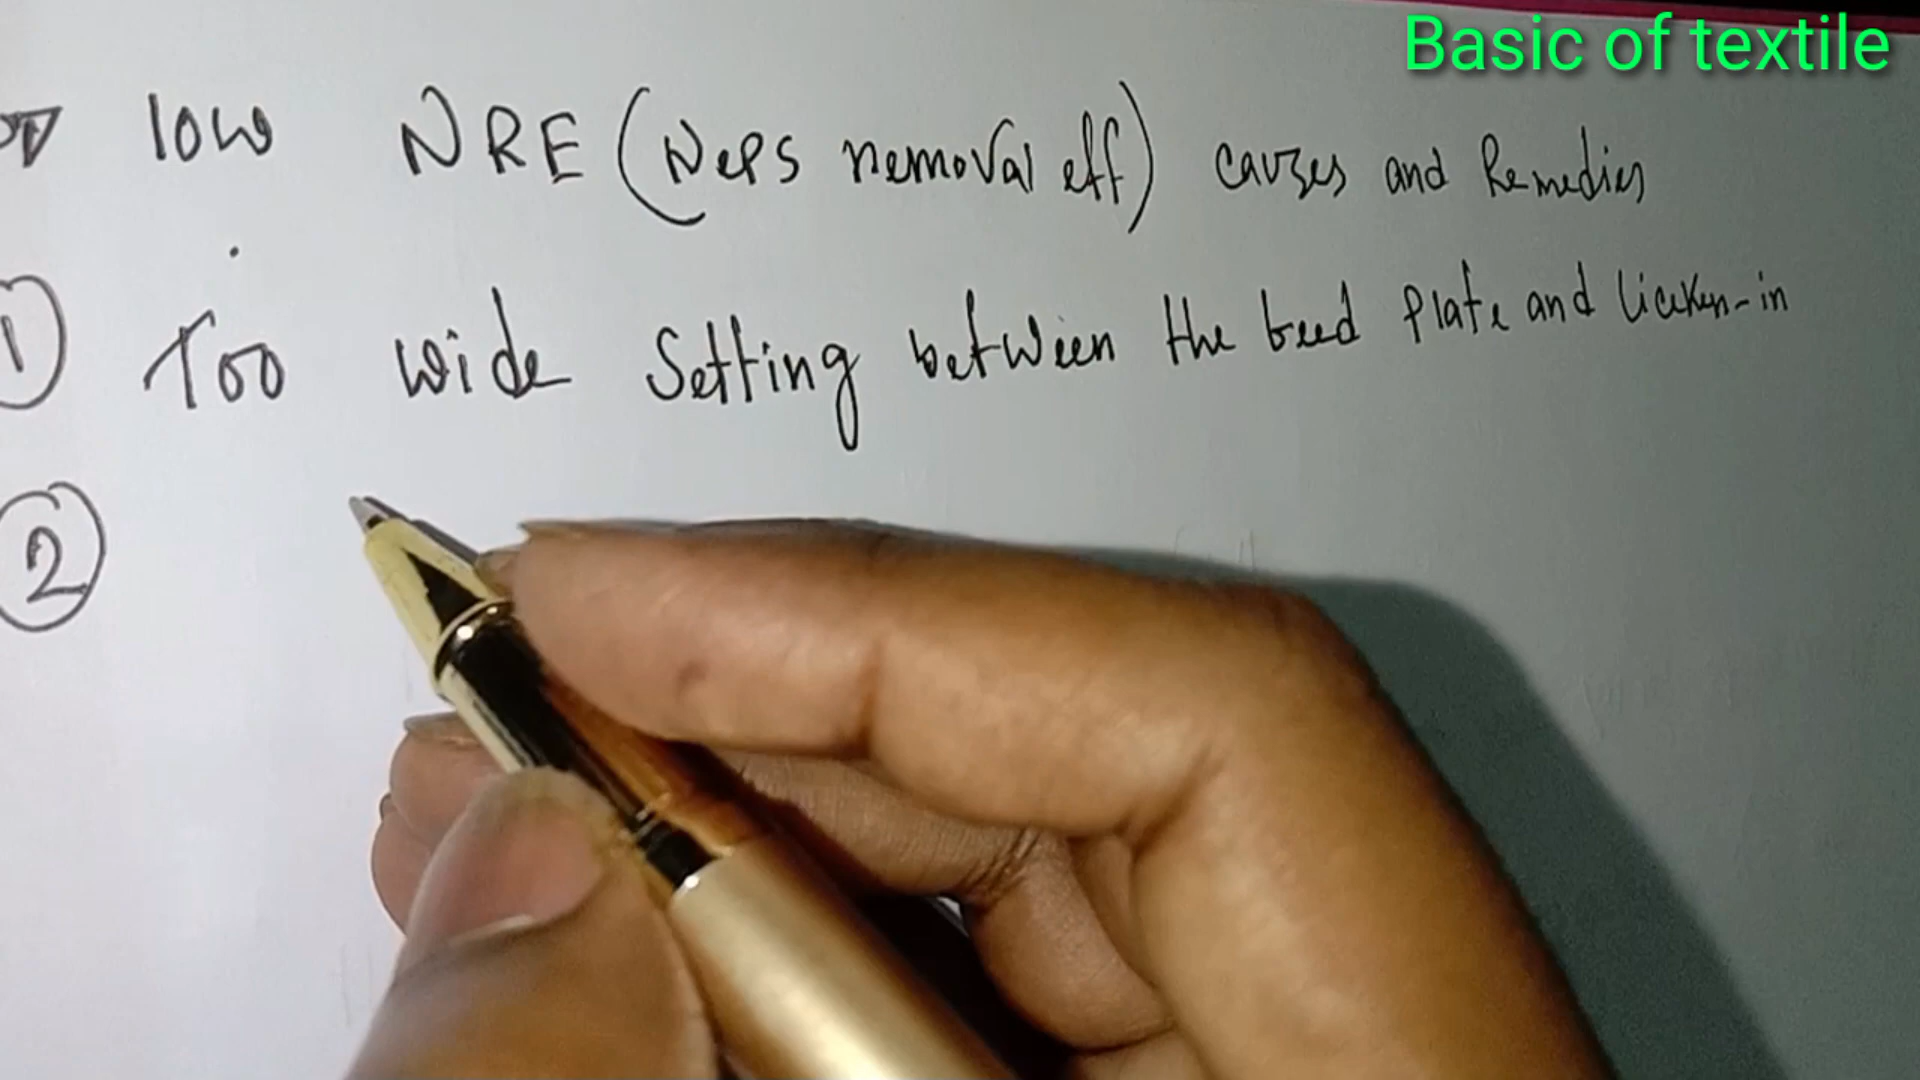 Basic of textile
low NRE (Neps removal eff) causes and Remedies
① Too wide Setting between the feed plate and licken-in
②